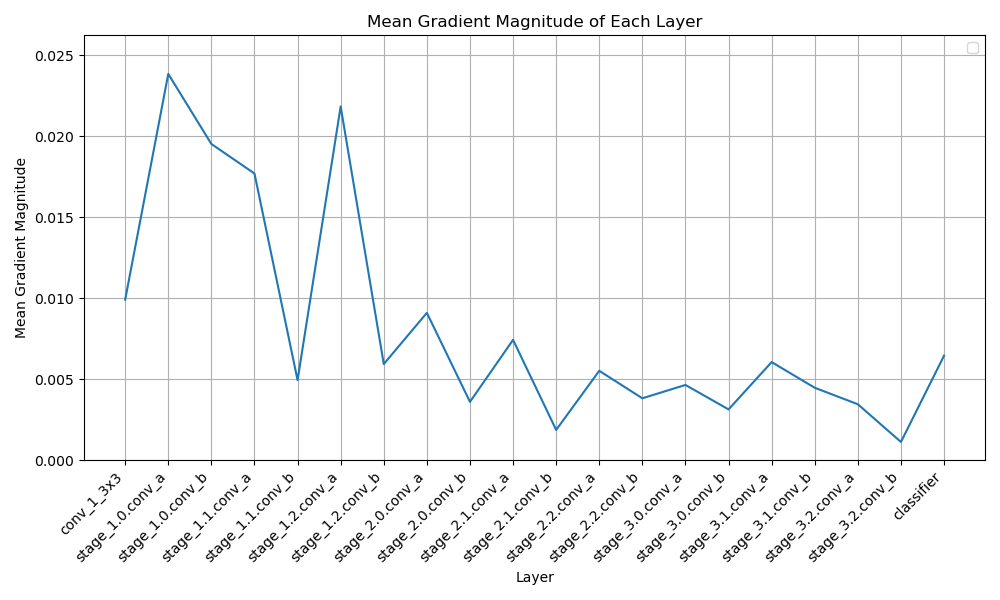 Mean Gradient Magnitude of Each Layer
Mean Gradient Magnitude
0.025
0.020
0.015
0.010
0.005
0.000
conv_1_3x3
stage_1.0.conv_a
stage_1.0.conv_b
stage_1.1.conv_a
stage_1.1.conv_b
stage_1.2.conv_a
stage_1.2.conv_b
stage_2.0.conv_a
stage_2.0.conv_b
stage_2.1.conv_a
stage_2.1.conv_b
stage_2.2.conv_a
stage_2.2.conv_b
stage_3.0.conv_a
stage_3.0.conv_b
stage_3.1.conv_a
stage_3.1.conv_b
stage_3.2.conv_a
stage_3.2.conv_b
classifier
Layer